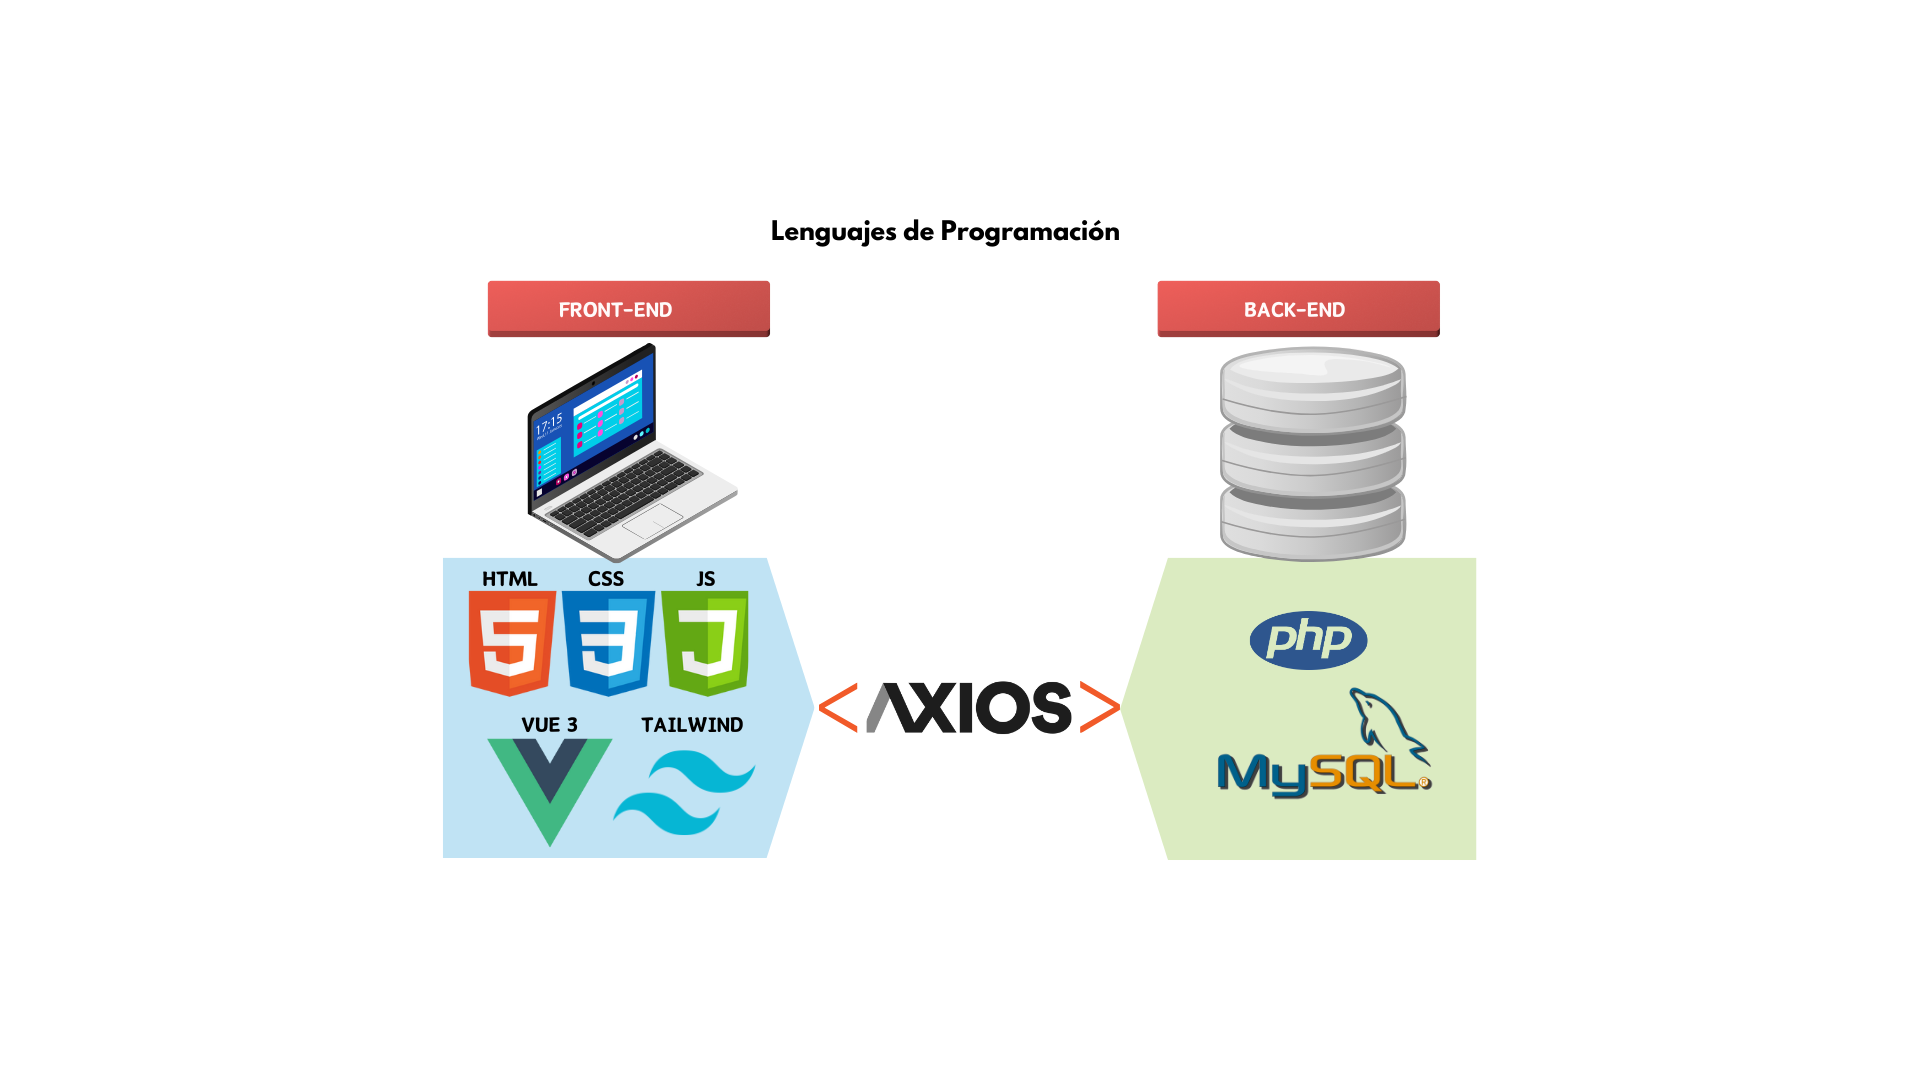 Lenguajes de Programación
FRONT-END
BACK-END
17:15
HTML CSS JS
VUE 3 TAILWIND
<AXIOS>
php
MySQL®